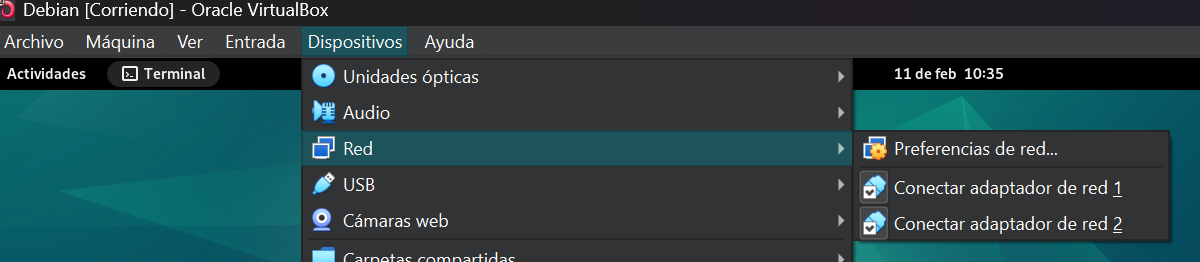 Debian [Corriendo] - Oracle VirtualBox
Archivo Máquina Ver Entrada Dispositivos Ayuda
Actividades Terminal 11 de feb 10:35
Unidades ópticas
Audio
Red
USB
Cámaras web
Carpetas compartidas
Preferencias de red...
Conectar adaptador de red 1
Conectar adaptador de red 2